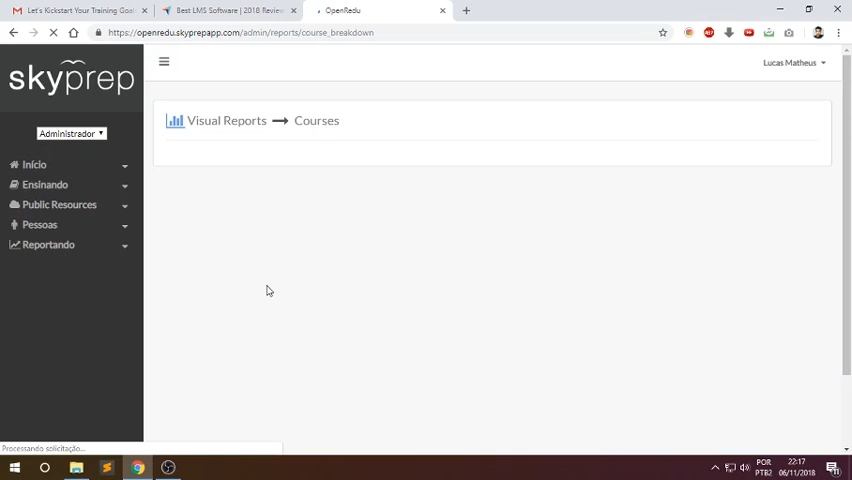 Let's Kickstart Your Training Goal
Best LMS Software | 2018 Review
OpenRedu
https://openredu.skyprepapp.com/admin/reports/course_breakdown
skyprep
Lucas Matheus
Visual Reports → Courses
Administrador
Início
Ensinando
Public Resources
Pessoas
Reportando
Processando solicitação...
POR
PTB2
22:17
06/11/2018